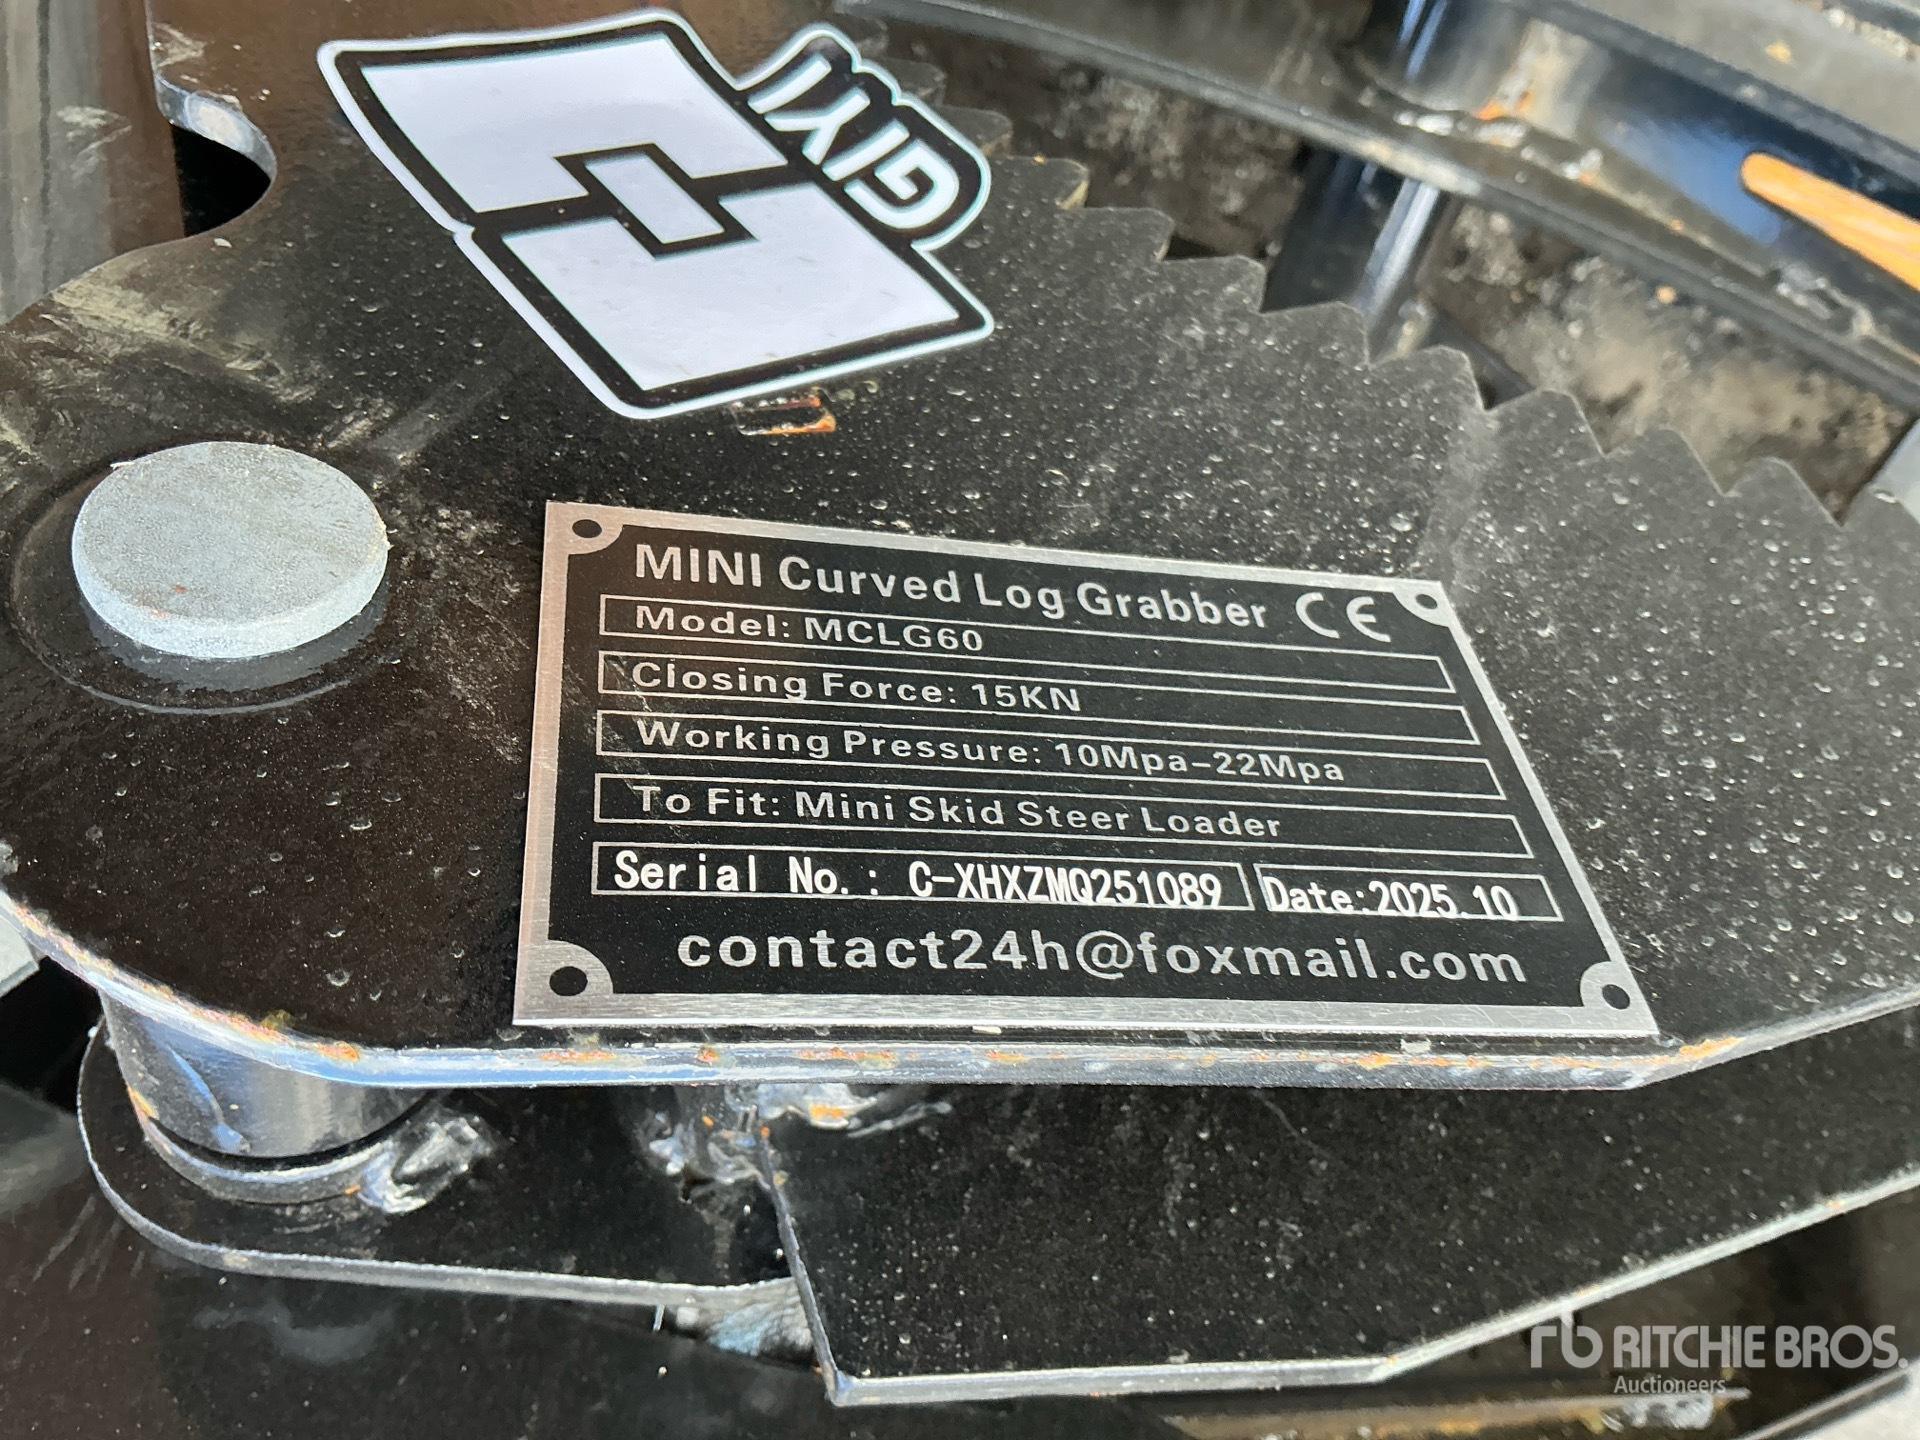 GIYI
MINI Curved Log Grabber CE
Model: MCLG60
Closing Force: 15KN
Working Pressure: 10Mpa-22Mpa
To Fit: Mini Skid Steer Loader
Serial No.: C-XHXZMQ251089 Date:2025.10
contact24h@foxmail.com
rb RITCHIE BROS.
Auctioneers